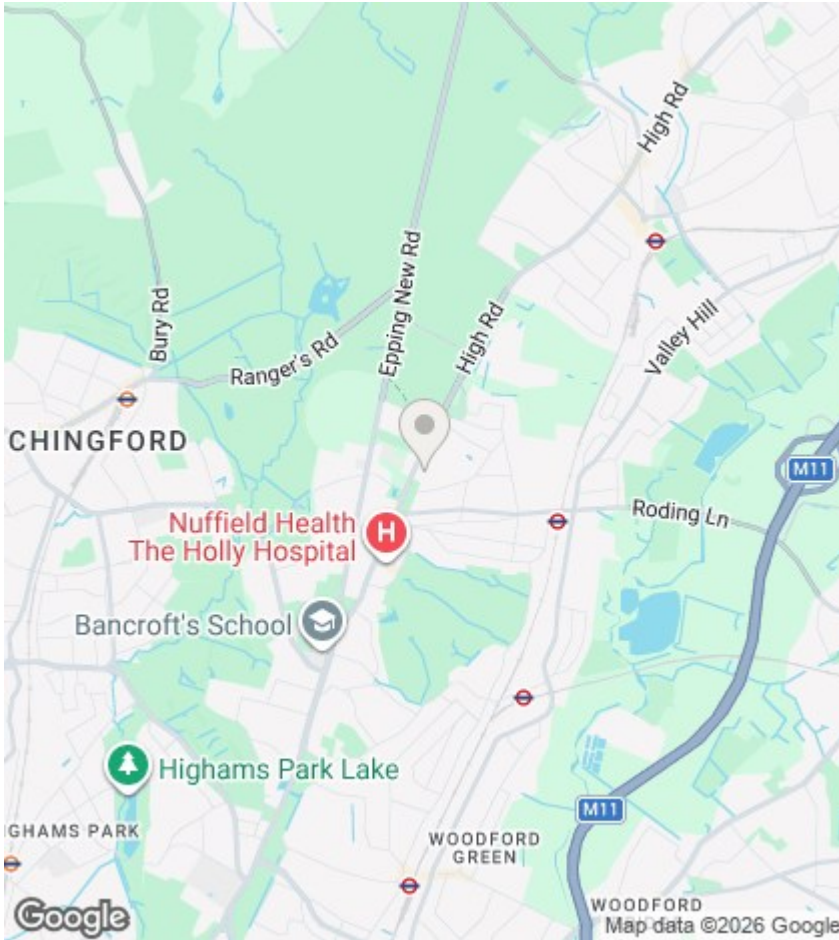 High Rd
Epping New Rd
High Rd
Bury Rd
Ranger's Rd
Valley Hill
CHINGFORD
M11
Nuffield Health
The Holly Hospital
H
Roding Ln
Bancroft's School
Highams Park Lake
M11
GHAMS PARK
WOODFORD
GREEN
WOODFORD
Google
Map data ©2026 Google